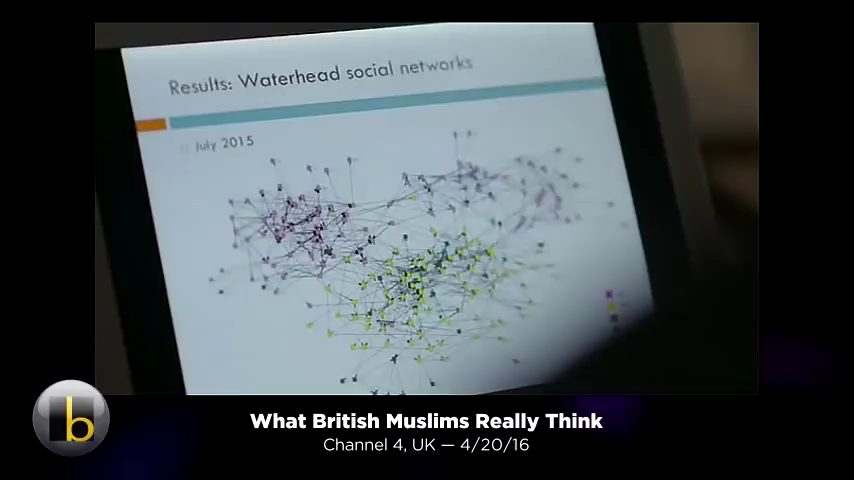 Results: Waterhead social networks
July 2015
b
What British Muslims Really Think
Channel 4, UK — 4/20/16